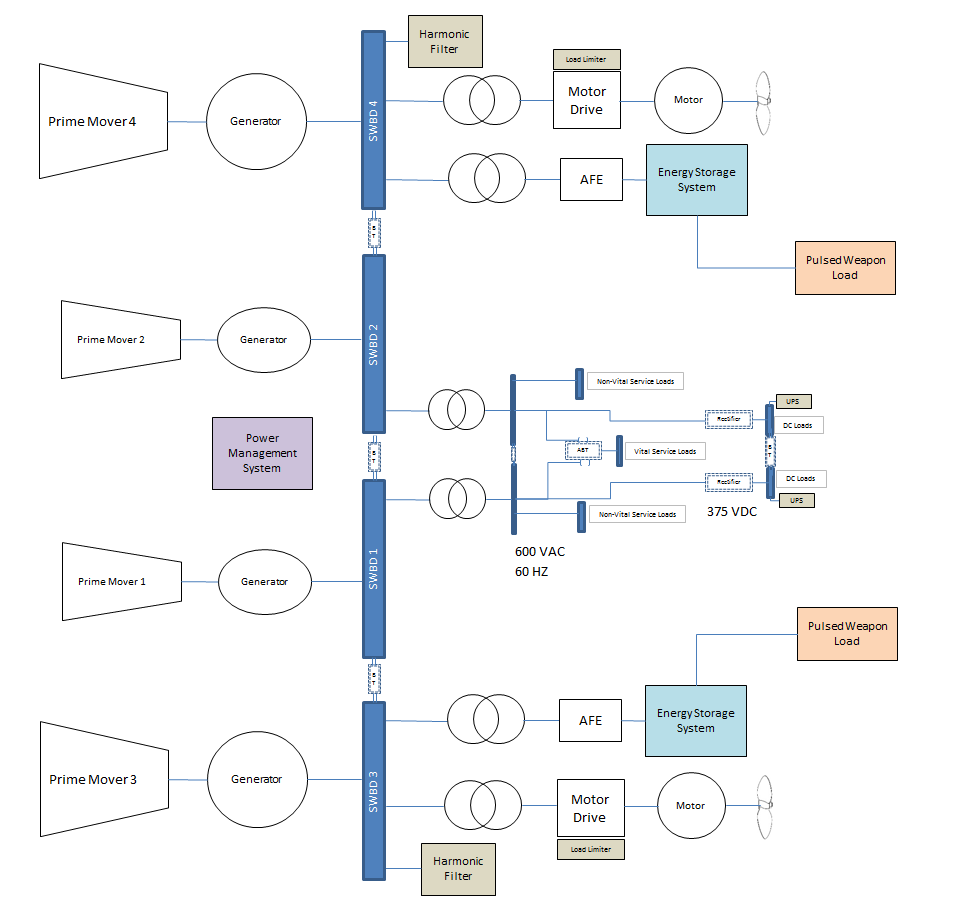 Harmonic
Filter
Load Limiter
Motor
Drive
Motor
SWBD 4
Prime Mover 4
Generator
AFE
Energy Storage
System
B
T
Pulsed Weapon
Load
SWBD 2
Prime Mover 2
Generator
Non-Vital Service Loads
UPS
Rectifier
DC Loads
Power
Management
System
B
T
ABT
Vital Service Loads
B
T
Rectifier
DC Loads
UPS
Non-Vital Service Loads
375 VDC
600 VAC
60 HZ
SWBD 1
Prime Mover 1
Generator
Pulsed Weapon
Load
B
T
AFE
Energy Storage
System
SWBD 3
Prime Mover 3
Generator
Motor
Drive
Motor
Load Limiter
Harmonic
Filter